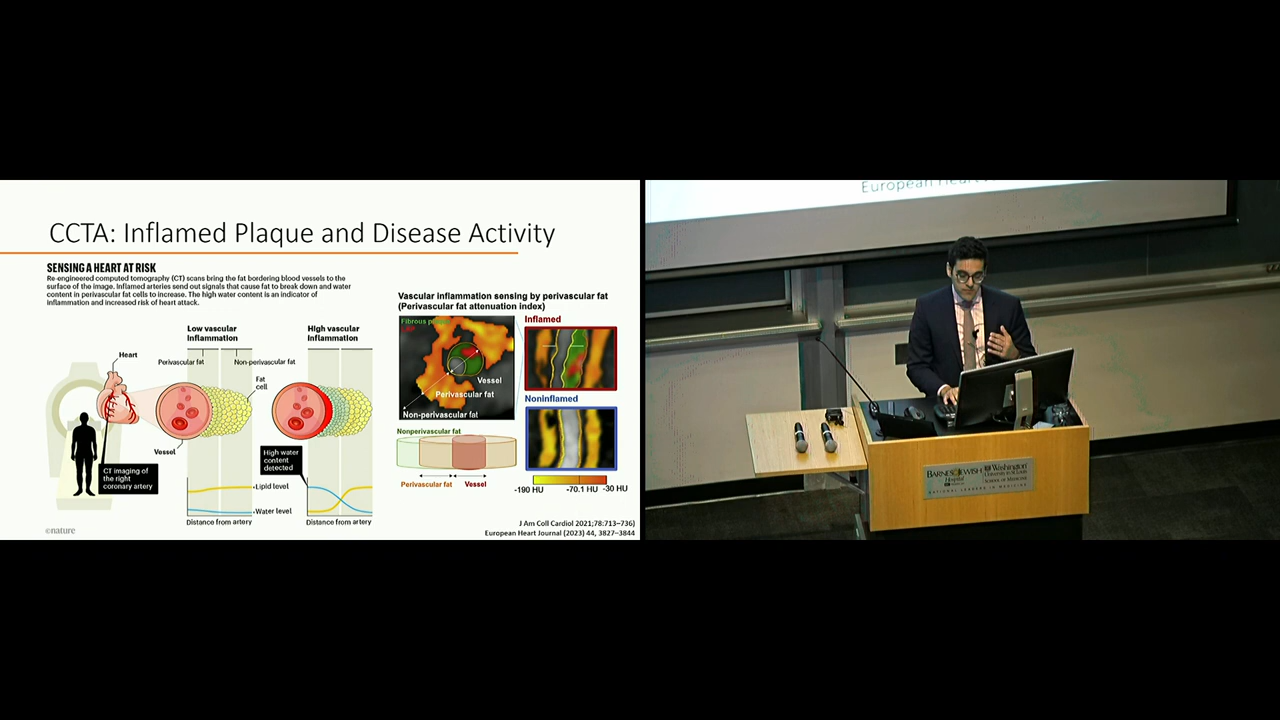 CCTA: Inflamed Plaque and Disease Activity
SENSING A HEART AT RISK
Re-engineered computed tomography (CT) scans bring the fat bordering blood vessels to the
surface of the image. Inflamed arteries send out signals that cause fat to break down and water
content in perivascular fat cells to increase. The high water content is an indicator of
inflammation and increased risk of heart attack.
Low vascular
Inflammation
High vascular
Inflammation
Heart
Perivascular fat
Non-perivascular fat
Fat
cell
Vessel
High water
content
detected
CT imaging of
the right
coronary artery
Lipid level
Water level
Distance from artery
Distance from artery
©nature
Vascular inflammation sensing by perivascular fat
(Perivascular fat attenuation index)
Fibrous
Vessel
Perivascular fat
Non-perivascular fat
Inflamed
Noninflamed
Nonperivascular fat
Perivascular fat
Vessel
-190 HU
-70.1 HU
-30 HU
J Am Coll Cardiol 2021;78:713–736)
European Heart Journal (2023) 44, 3827–3844
European
BARNES JEWISH
Hospital
Washington
University in St. Louis
SCHOOL OF MEDICINE
NATIONAL LEADERS IN MEDICINE